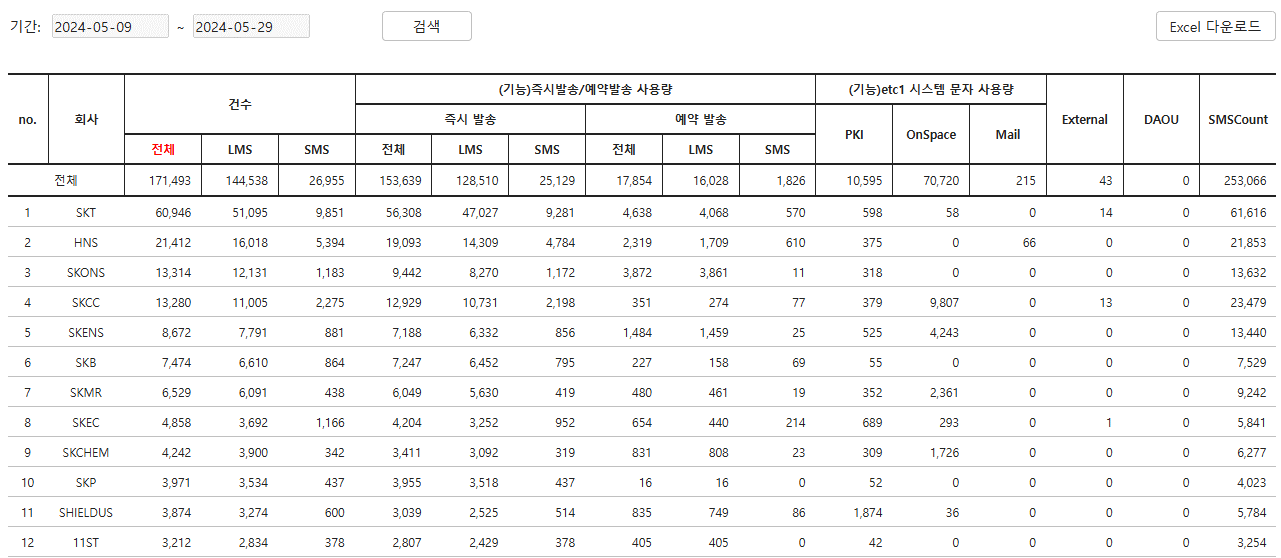 기간: 2024-05-09 ~ 2024-05-29 검색 Excel 다운로드
no. 회사 건수 (기능)즉시발송/예약발송 사용량 (기능)etc1 시스템 문자 사용량 External DAOU SMSCount
즉시 발송 예약 발송 PKI OnSpace Mail
전체 LMS SMS 전체 LMS SMS 전체 LMS SMS
전체 171,493 144,538 26,955 153,639 128,510 25,129 17,854 16,028 1,826 10,595 70,720 215 43 0 253,066
1 SKT 60,946 51,095 9,851 56,308 47,027 9,281 4,638 4,068 570 598 58 0 14 0 61,616
2 HNS 21,412 16,018 5,394 19,093 14,309 4,784 2,319 1,709 610 375 0 66 0 0 21,853
3 SKONS 13,314 12,131 1,183 9,442 8,270 1,172 3,872 3,861 11 318 0 0 0 0 13,632
4 SKCC 13,280 11,005 2,275 12,929 10,731 2,198 351 274 77 379 9,807 0 13 0 23,479
5 SKENS 8,672 7,791 881 7,188 6,332 856 1,484 1,459 25 525 4,243 0 0 0 13,440
6 SKB 7,474 6,610 864 7,247 6,452 795 227 158 69 55 0 0 0 0 7,529
7 SKMR 6,529 6,091 438 6,049 5,630 419 480 461 19 352 2,361 0 0 0 9,242
8 SKEC 4,858 3,692 1,166 4,204 3,252 952 654 440 214 689 293 0 1 0 5,841
9 SKCHEM 4,242 3,900 342 3,411 3,092 319 831 808 23 309 1,726 0 0 0 6,277
10 SKP 3,971 3,534 437 3,955 3,518 437 16 16 0 52 0 0 0 0 4,023
11 SHIELDUS 3,874 3,274 600 3,039 2,525 514 835 749 86 1,874 36 0 0 0 5,784
12 11ST 3,212 2,834 378 2,807 2,429 378 405 405 0 42 0 0 0 0 3,254